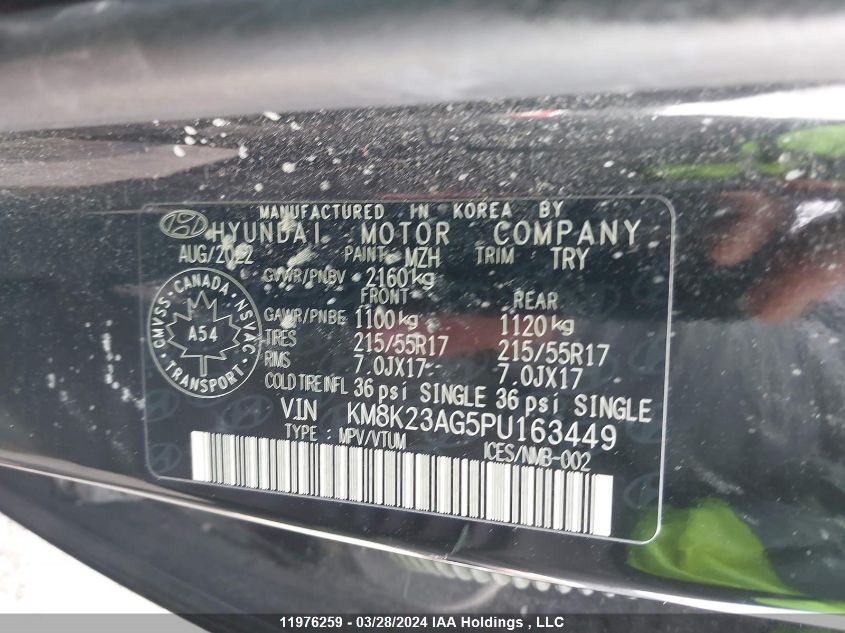 MANUFACTURED IN KOREA BY
HYUNDAI MOTOR COMPANY
AUG/2022 PAINT MZH TRIM TRY
GVWR/PNBV 2160kg
FRONT REAR
GAWR/PNBE 1100kg 1120kg
TIRES 215/55R17 215/55R17
RIMS 7.0JX17 7.0JX17
COLD TIRE INFL 36 psi SINGLE 36 psi SINGLE
V.I.N KM8K23AG5PU163449
TYPE : MPV/VTUM ICES/NMB-002
CMVSS · CANADA · NSVAC
A54
TRANSPORT
11976259 - 03/28/2024 IAA Holdings , LLC